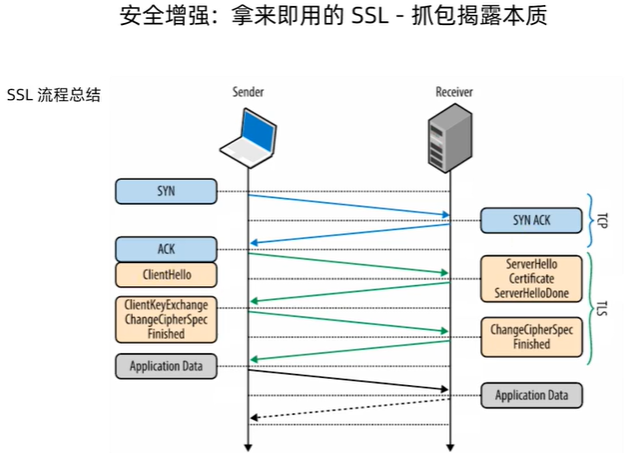 安全增强：拿来即用的 SSL - 抓包揭露本质
SSL 流程总结
Sender
Receiver
SYN
SYN ACK
TCP
ACK
ClientHello
ServerHello
Certificate
ServerHelloDone
TLS
ClientKeyExchange
ChangeCipherSpec
Finished
ChangeCipherSpec
Finished
Application Data
Application Data